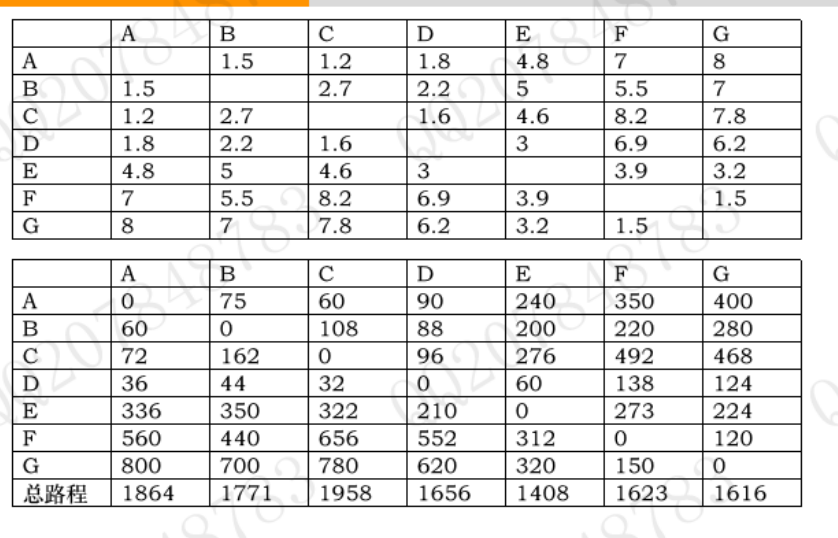 A B C D E F G
A 1.5 1.2 1.8 4.8 7 8
B 1.5 2.7 2.2 5 5.5 7
C 1.2 2.7 1.6 4.6 8.2 7.8
D 1.8 2.2 1.6 3 6.9 6.2
E 4.8 5 4.6 3 3.9 3.2
F 7 5.5 8.2 6.9 3.9 1.5
G 8 7 7.8 6.2 3.2 1.5
A B C D E F G
A 0 75 60 90 240 350 400
B 60 0 108 88 200 220 280
C 72 162 0 96 276 492 468
D 36 44 32 0 60 138 124
E 336 350 322 210 0 273 224
F 560 440 656 552 312 0 120
G 800 700 780 620 320 150 0
总路程 1864 1771 1958 1656 1408 1623 1616
QQ207848783
QQ207848783